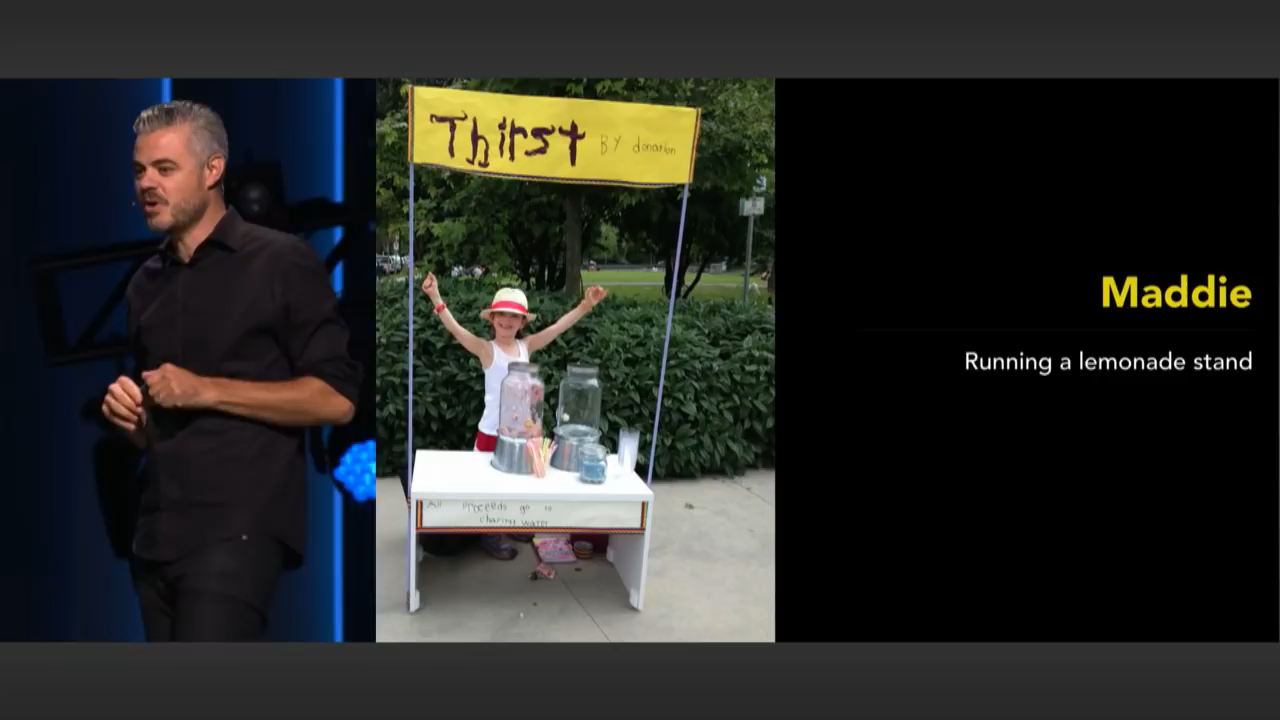 Thirst BY donation
All proceeds go to
charity: water
Maddie
Running a lemonade stand